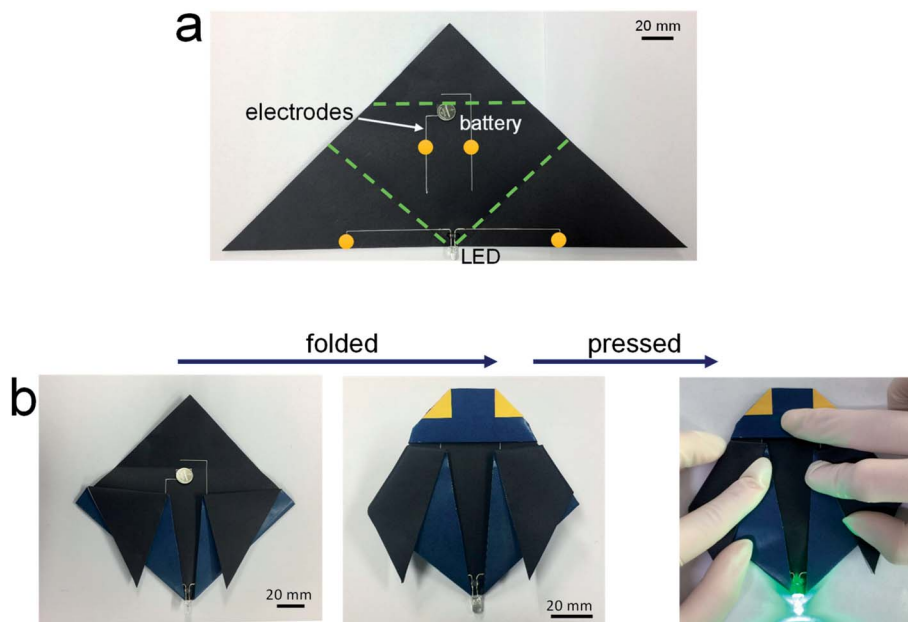 a
20 mm
electrodes
battery
LED
folded
pressed
b
20 mm
20 mm